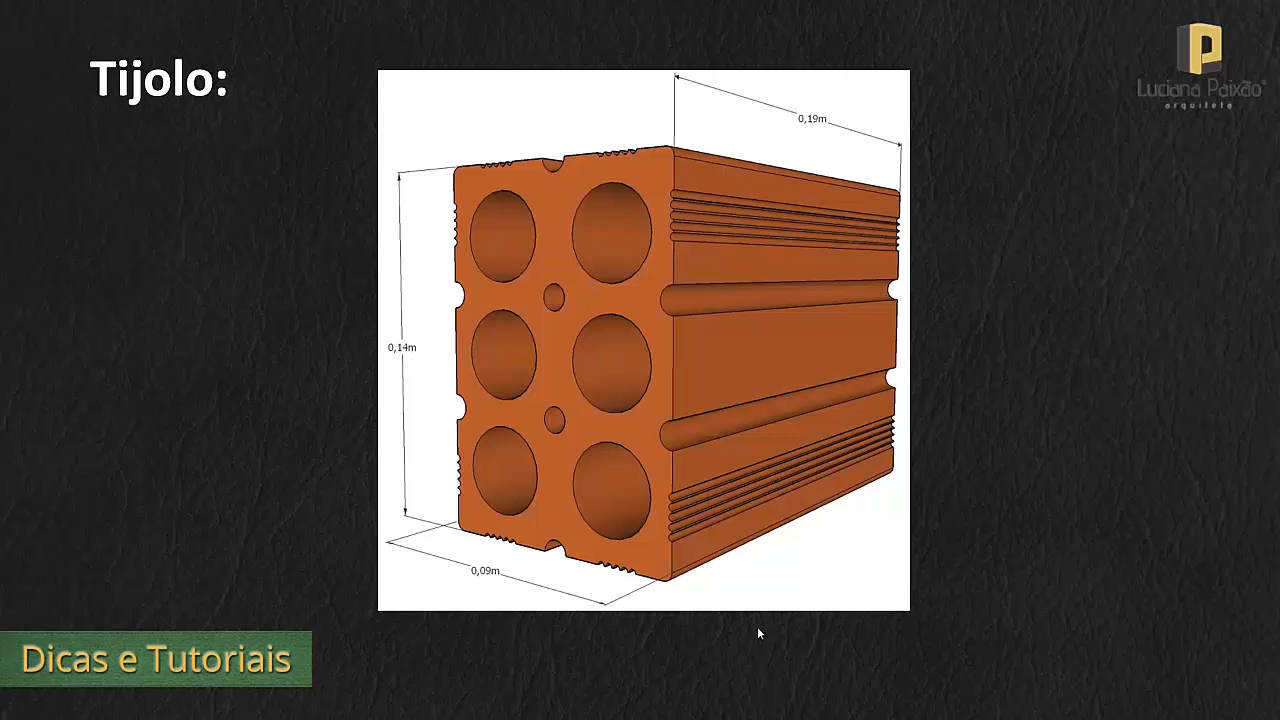 Tijolo:
Luciana Paixão®
arquiteta
0,19m
0,14m
0,09m
Dicas e Tutoriais